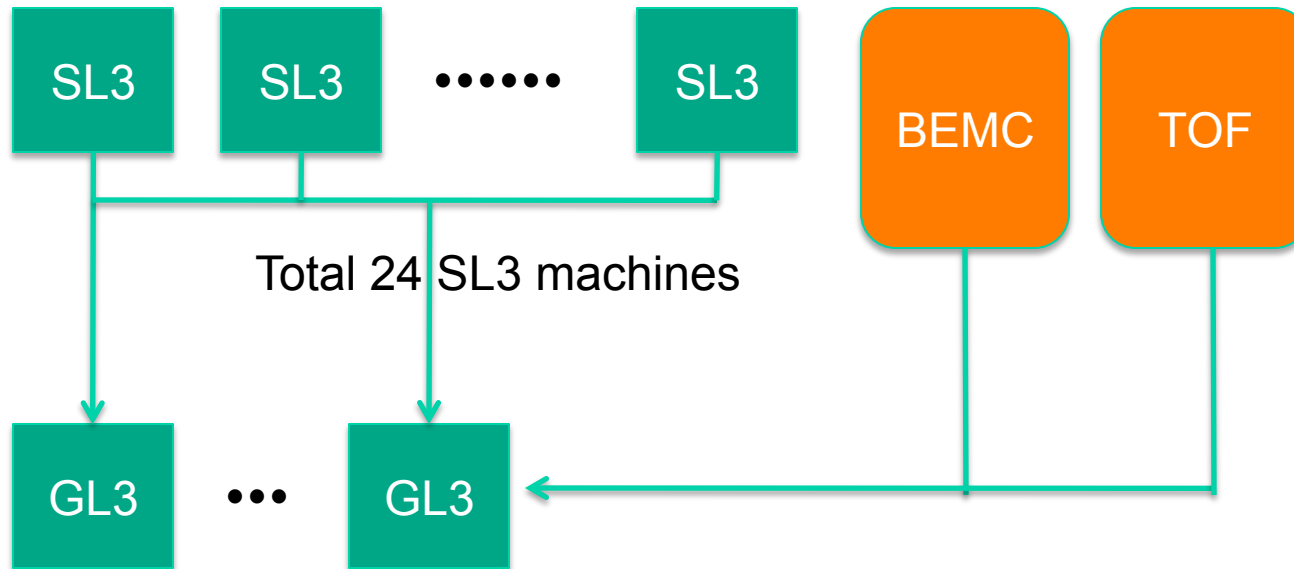 SL3
SL3
......
SL3
BEMC
TOF
Total 24 SL3 machines
GL3
...
GL3